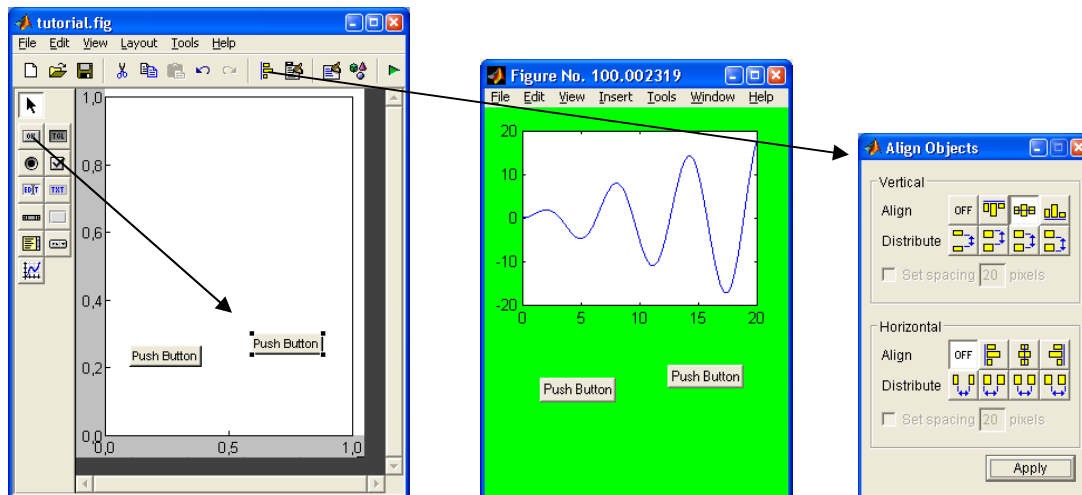 tutorial.fig
File Edit View Layout Tools Help
OK TGL
EDIT TXT
1,0
0,8
0,6
0,4
0,2
0,0
0,0 0,5 1,0
Push Button
Push Button
Figure No. 100.002319
File Edit View Insert Tools Window Help
20
10
0
-10
-20
0 5 10 15 20
Push Button
Push Button
Align Objects
Vertical
Align OFF
Distribute
Set spacing 20 pixels
Horizontal
Align OFF
Distribute
Set spacing 20 pixels
Apply